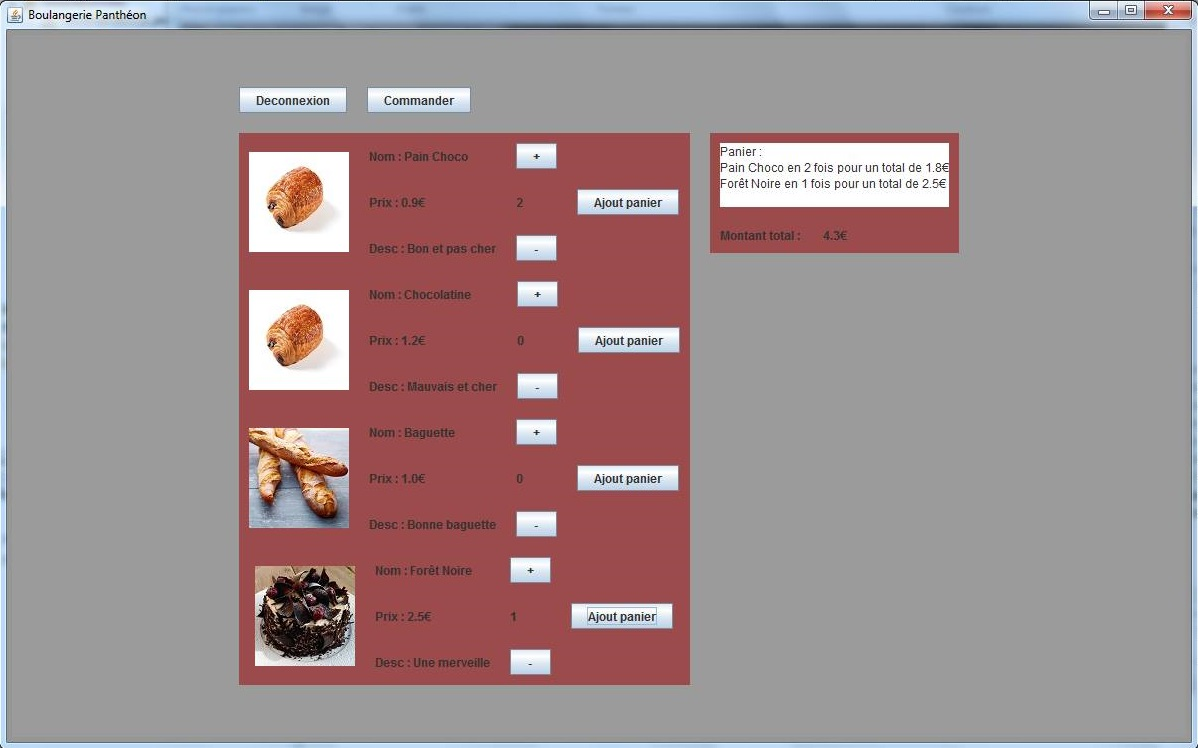 Boulangerie Panthéon
Deconnexion
Commander
Nom : Pain Choco
+
Prix : 0.9€
2
Ajout panier
Desc : Bon et pas cher
-
Nom : Chocolatine
+
Prix : 1.2€
0
Ajout panier
Desc : Mauvais et cher
-
Nom : Baguette
+
Prix : 1.0€
0
Ajout panier
Desc : Bonne baguette
-
Nom : Forêt Noire
+
Prix : 2.5€
1
Ajout panier
Desc : Une merveille
-
Panier :
Pain Choco en 2 fois pour un total de 1.8€
Forêt Noire en 1 fois pour un total de 2.5€
Montant total :
4.3€